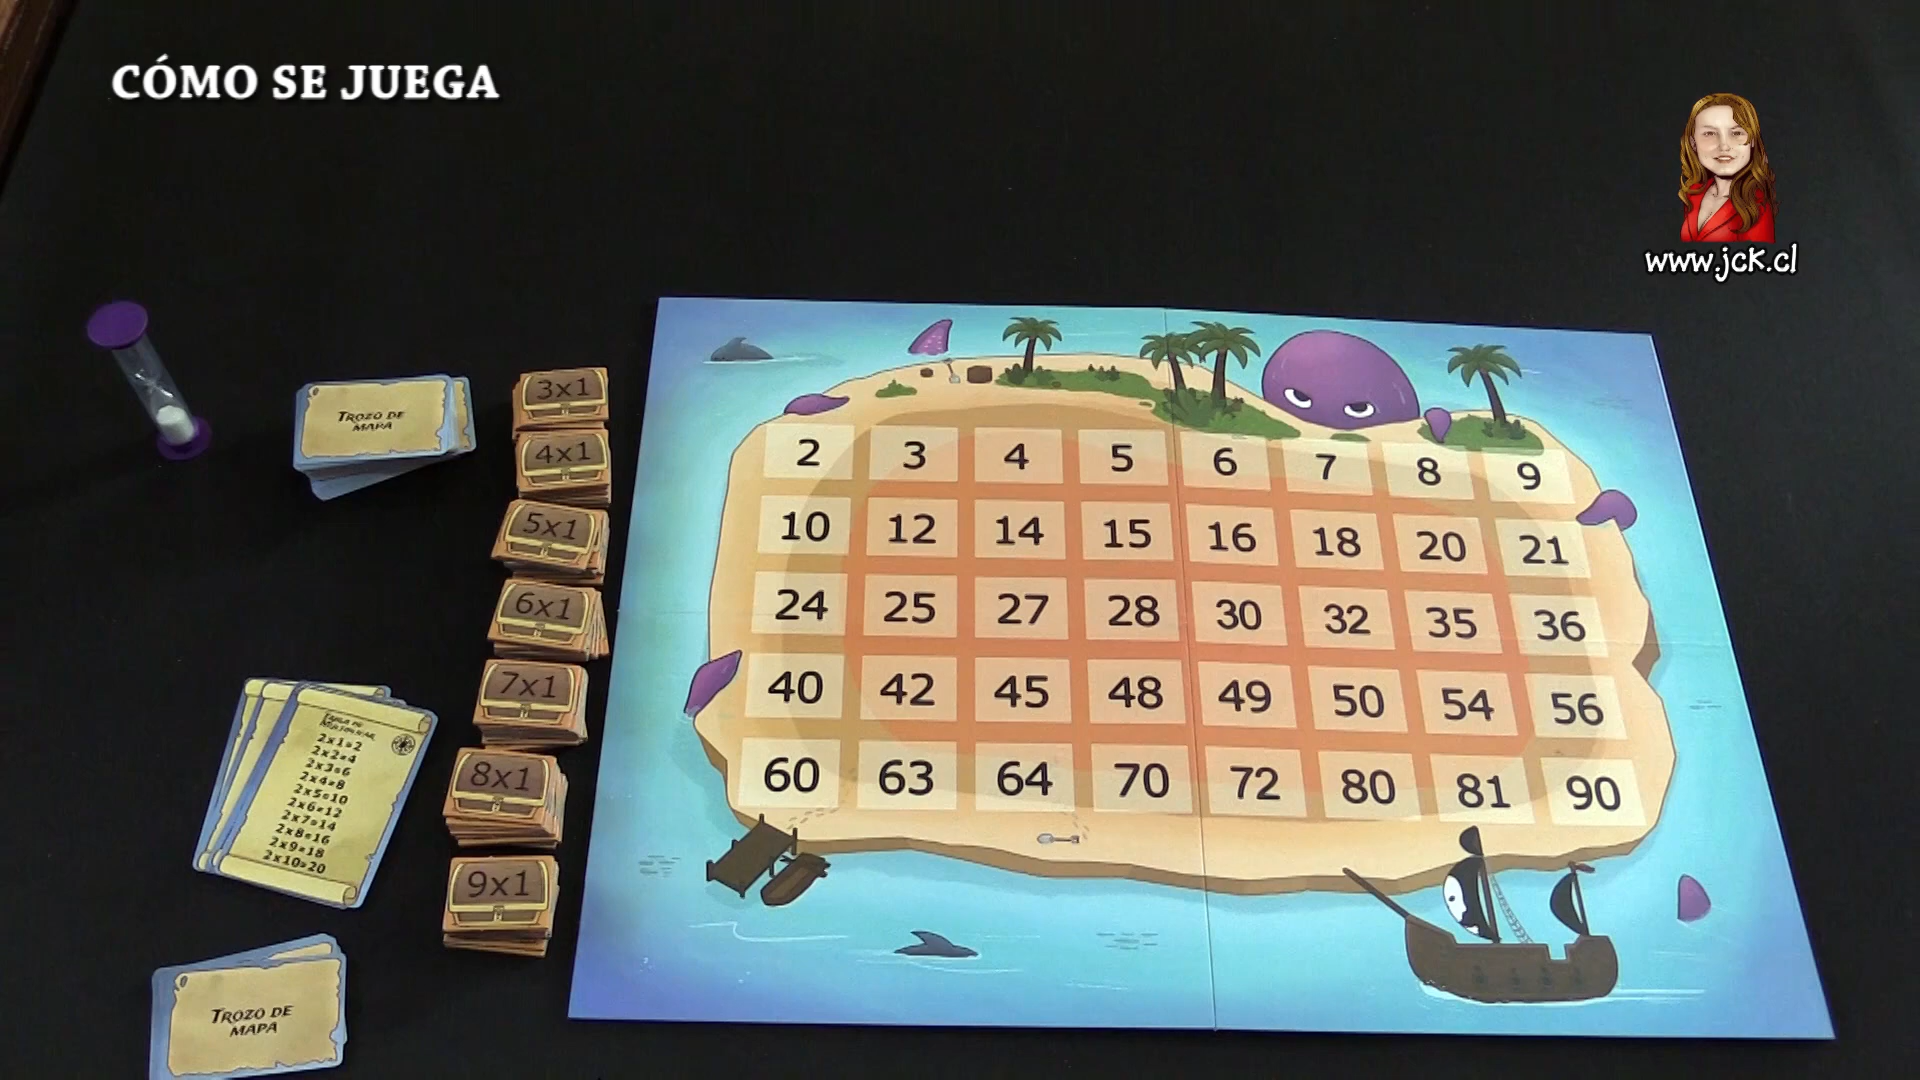 CÓMO SE JUEGA
www.jck.cl
TROZO DE
MAPA
3x1
4x1
5x1
6x1
7x1
8x1
9x1
TABLA DE
MULTIPLICAR
2x1=2
2x2=4
2x3=6
2x4=8
2x5=10
2x6=12
2x7=14
2x8=16
2x9=18
2x10=20
TROZO DE
MAPA
2 3 4 5 6 7 8 9
10 12 14 15 16 18 20 21
24 25 27 28 30 32 35 36
40 42 45 48 49 50 54 56
60 63 64 70 72 80 81 90